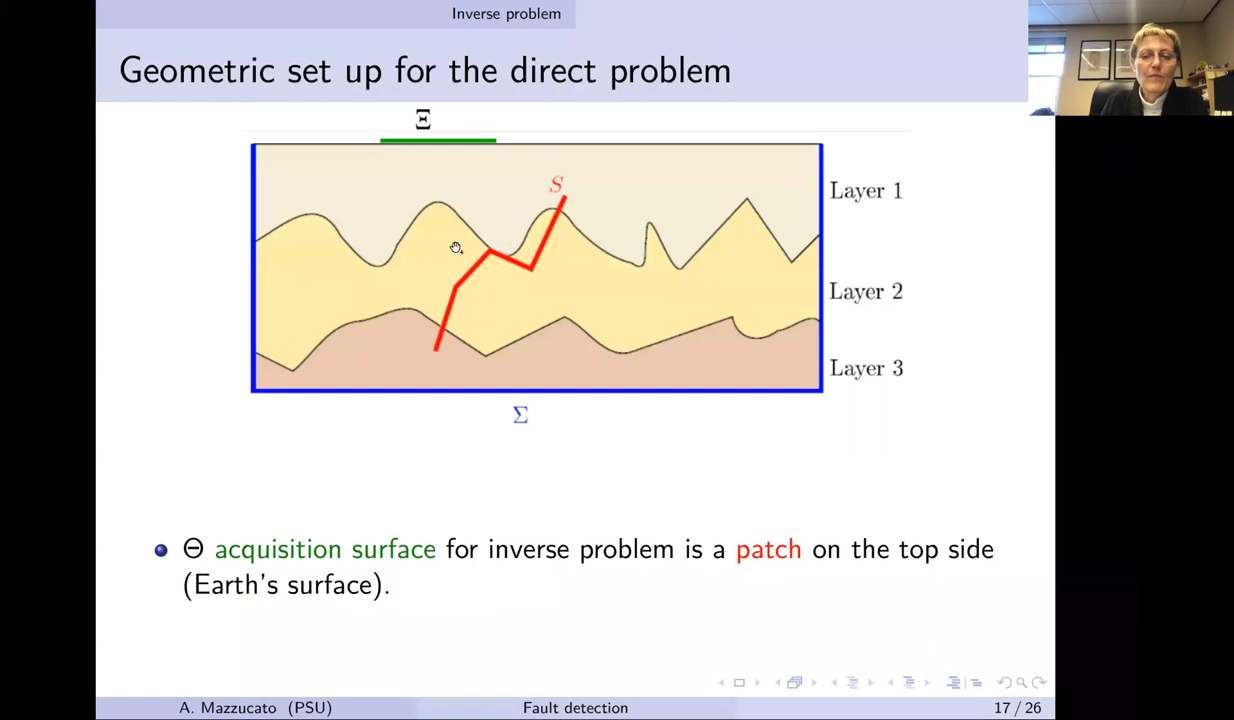 Inverse problem
Geometric set up for the direct problem
Ξ
S
Layer 1
Layer 2
Layer 3
Σ
Θ acquisition surface for inverse problem is a patch on the top side
(Earth's surface).
A. Mazzucato (PSU)
Fault detection
17 / 26